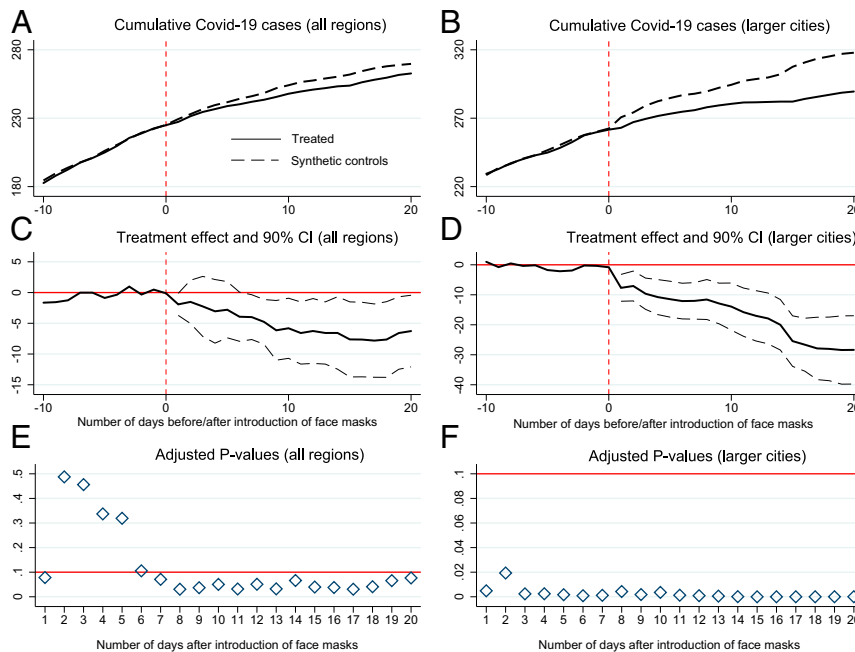 A
Cumulative Covid-19 cases (all regions)
280
230
180
-10 0 10 20
Treated
Synthetic controls
B
Cumulative Covid-19 cases (larger cities)
320
270
220
-10 0 10 20
C
Treatment effect and 90% CI (all regions)
5
0
-5
-10
-15
-10 0 10 20
Number of days before/after introduction of face masks
D
Treatment effect and 90% CI (larger cities)
0
-10
-20
-30
-40
-10 0 10 20
Number of days before/after introduction of face masks
E
Adjusted P-values (all regions)
.5
.4
.3
.2
.1
0
1 2 3 4 5 6 7 8 9 10 11 12 13 14 15 16 17 18 19 20
Number of days after introduction of face masks
F
Adjusted P-values (larger cities)
.1
.08
.06
.04
.02
0
1 2 3 4 5 6 7 8 9 10 11 12 13 14 15 16 17 18 19 20
Number of days after introduction of face masks